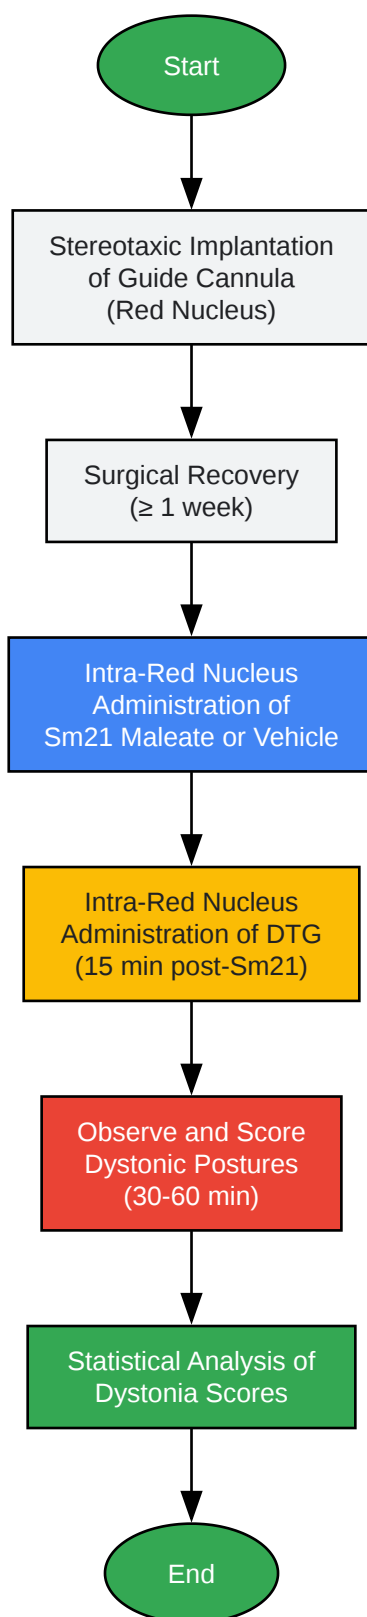 Start
Stereotaxic Implantation
of Guide Cannula
(Red Nucleus)
Surgical Recovery
(≥ 1 week)
Intra-Red Nucleus
Administration of
Sm21 Maleate or Vehicle
Intra-Red Nucleus
Administration of DTG
(15 min post-Sm21)
Observe and Score
Dystonic Postures
(30-60 min)
Statistical Analysis of
Dystonia Scores
End